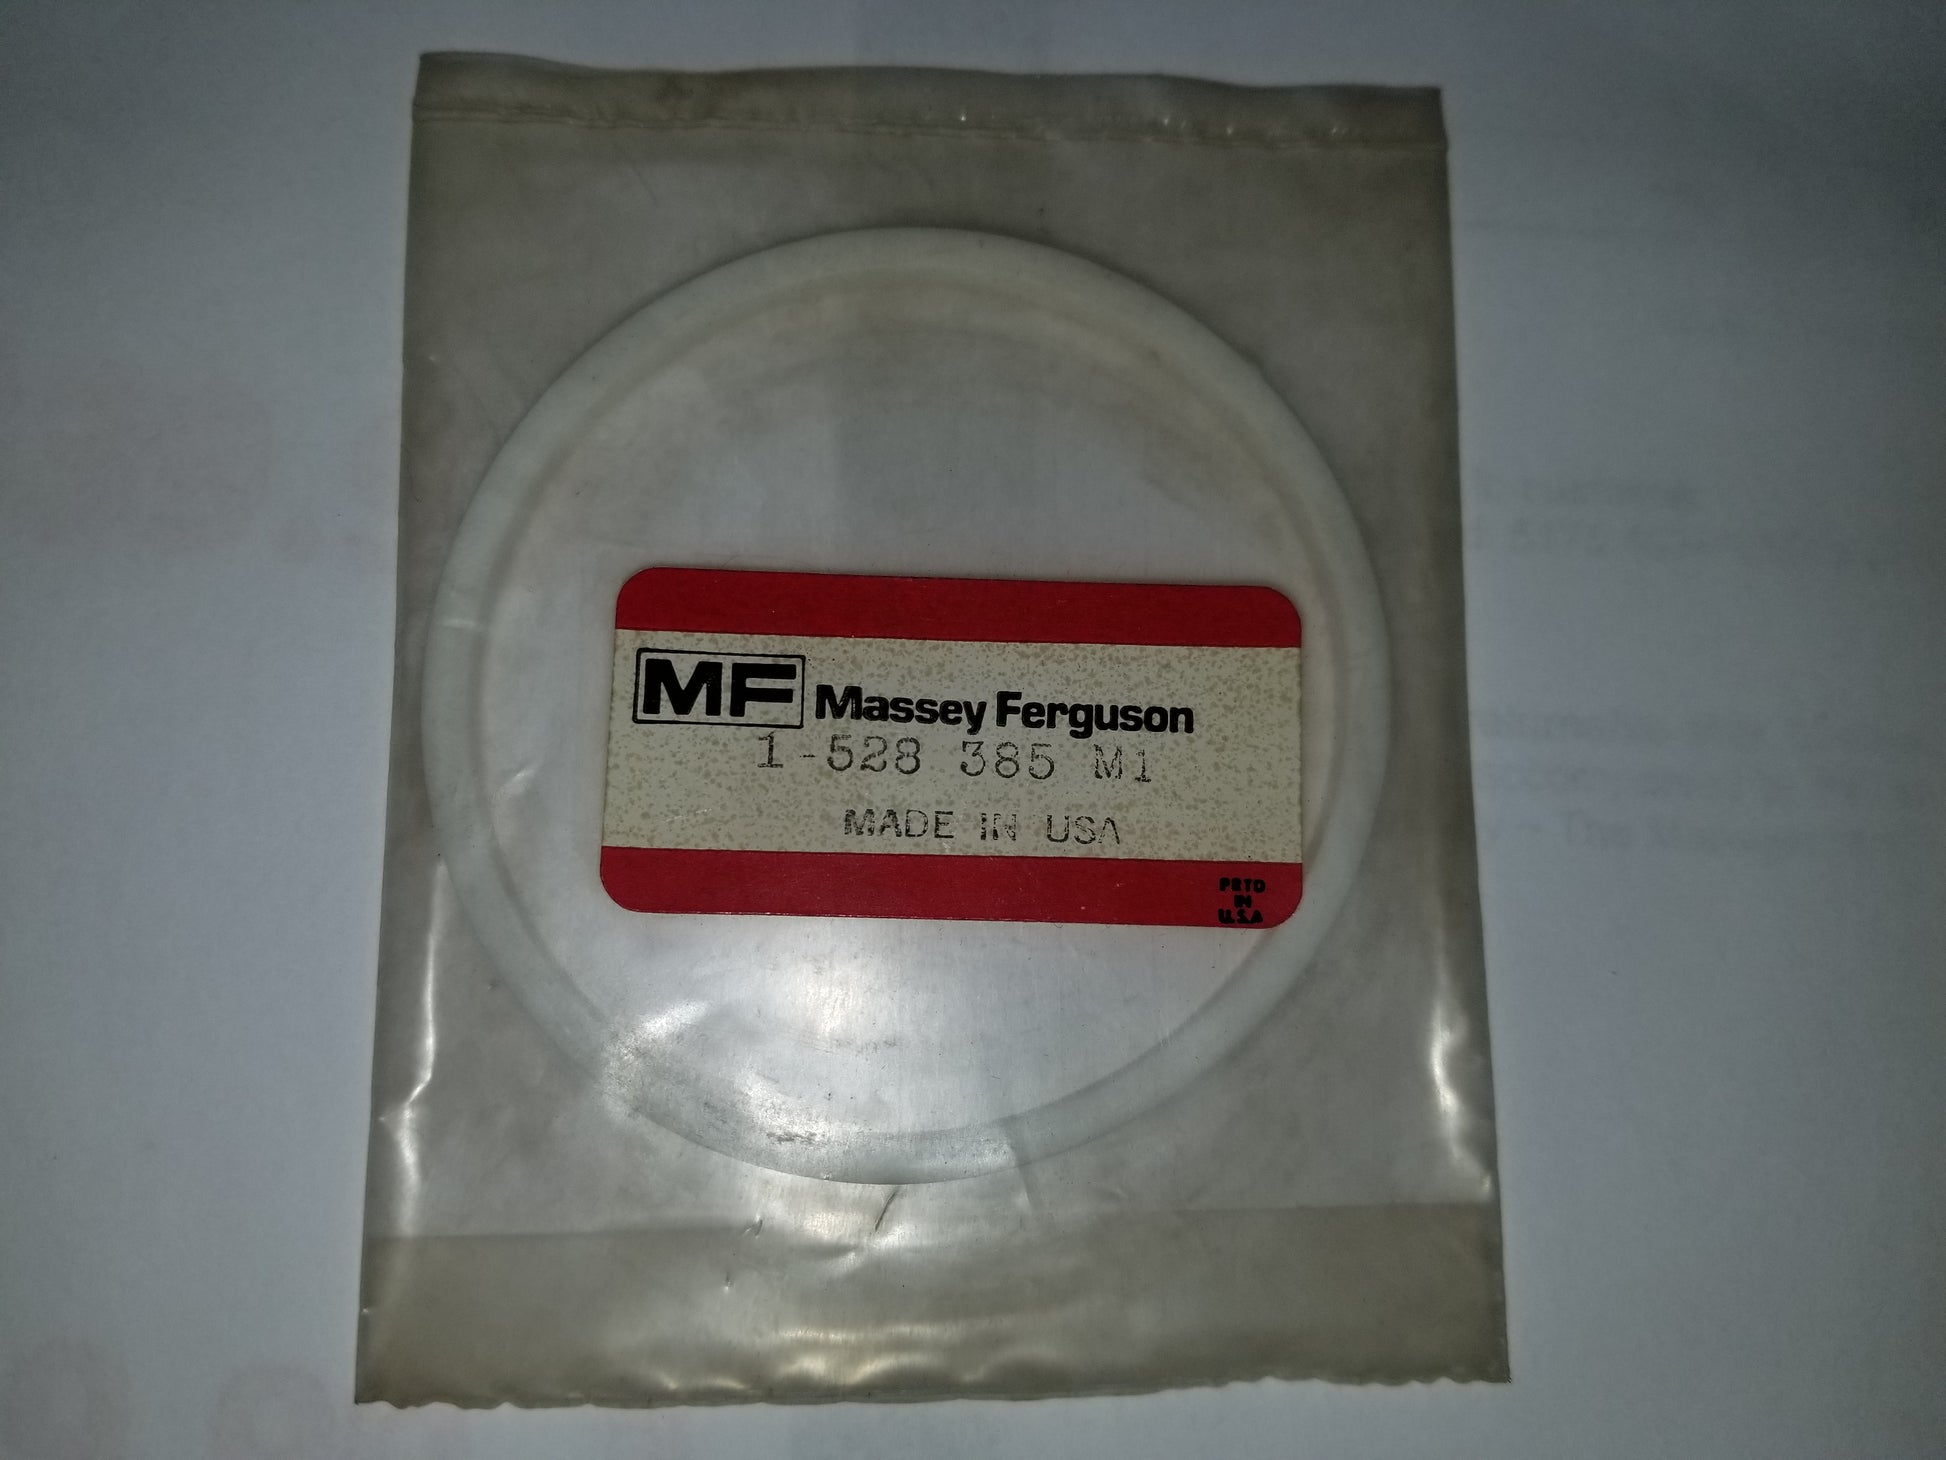 MF Massey Ferguson
1-528 385 M1
MADE IN USA
PRTD
IN
U.S.A